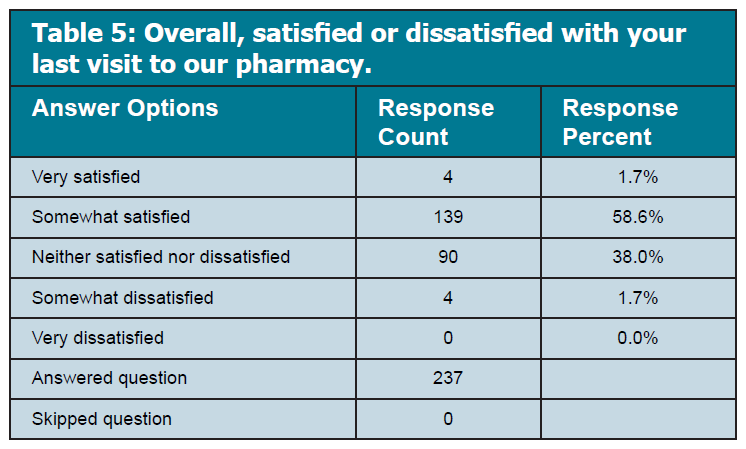 Table 5: Overall, satisfied or dissatisfied with your
last visit to our pharmacy.
Answer Options Response Count Response Percent
Very satisfied 4 1.7%
Somewhat satisfied 139 58.6%
Neither satisfied nor dissatisfied 90 38.0%
Somewhat dissatisfied 4 1.7%
Very dissatisfied 0 0.0%
Answered question 237
Skipped question 0